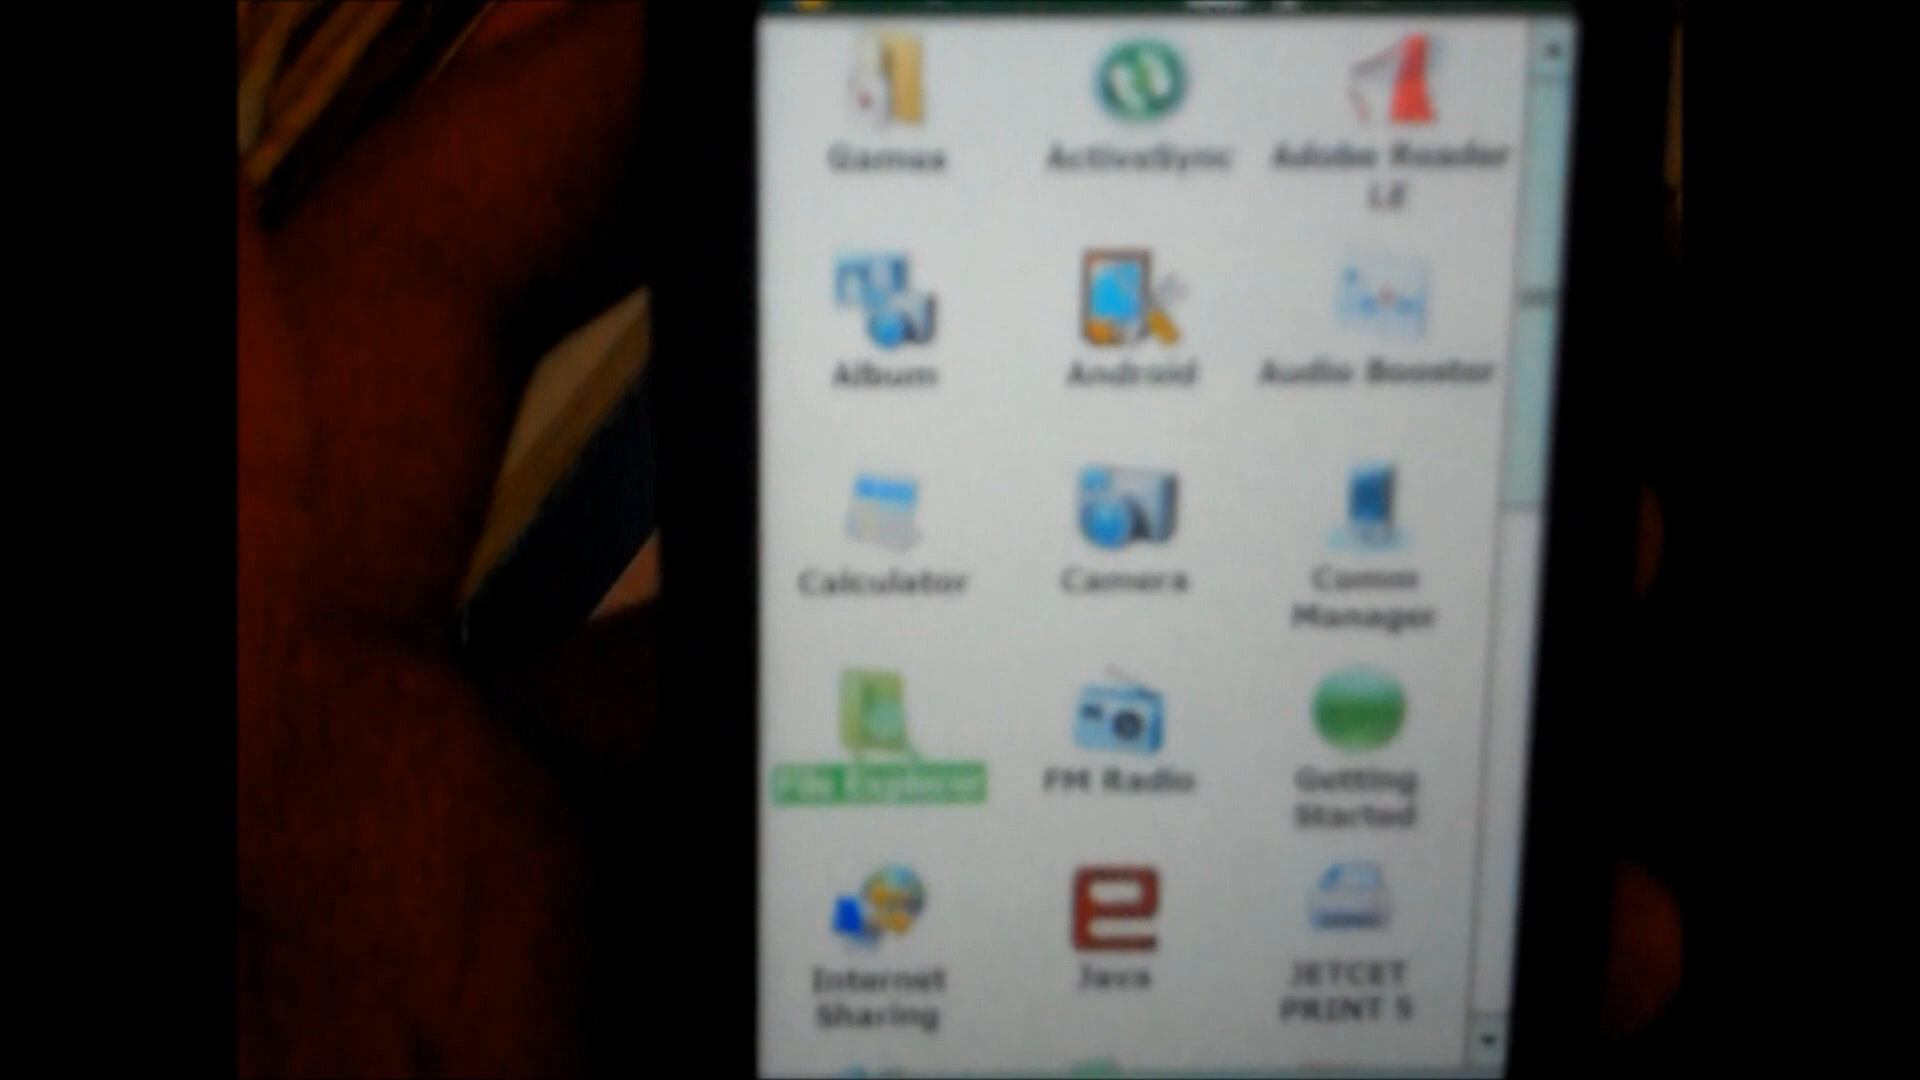 Games
ActiveSync
Adobe Reader
LE
Album
Android
Audio Booster
Calculator
Camera
Comm
Manager
File Explorer
FM Radio
Getting
Started
Internet
Sharing
Java
JETCET
PRINT 5